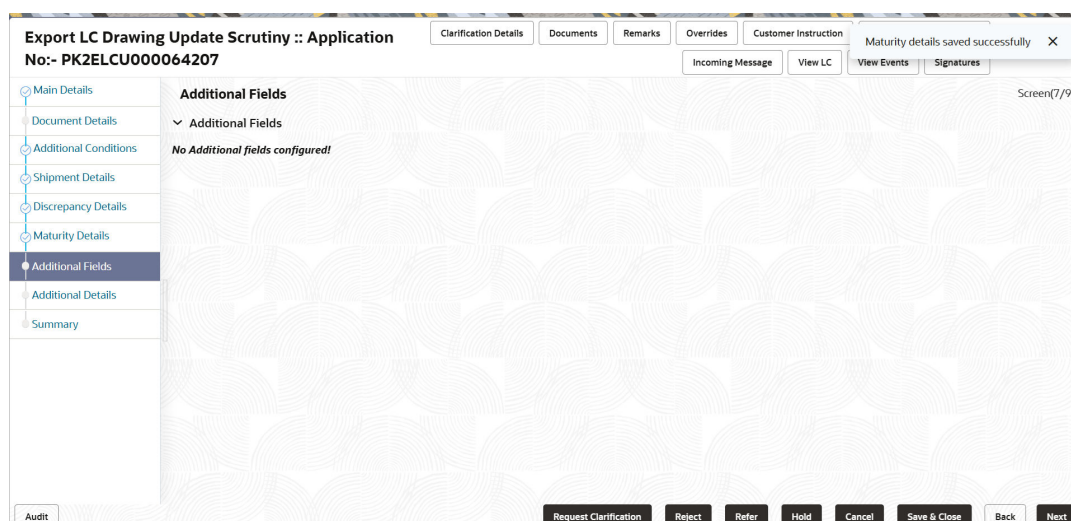 Export LC Drawing Update Scrutiny :: Application
No:- PK2ELCU000064207
Clarification Details
Documents
Remarks
Overrides
Customer Instruction
Maturity details saved successfully
Incoming Message
View LC
View Events
Signatures
Main Details
Document Details
Additional Conditions
Shipment Details
Discrepancy Details
Maturity Details
Additional Fields
Additional Details
Summary
Additional Fields
Screen(7/9
Additional Fields
No Additional fields configured!
Audit
Request Clarification
Reject
Refer
Hold
Cancel
Save & Close
Back
Next